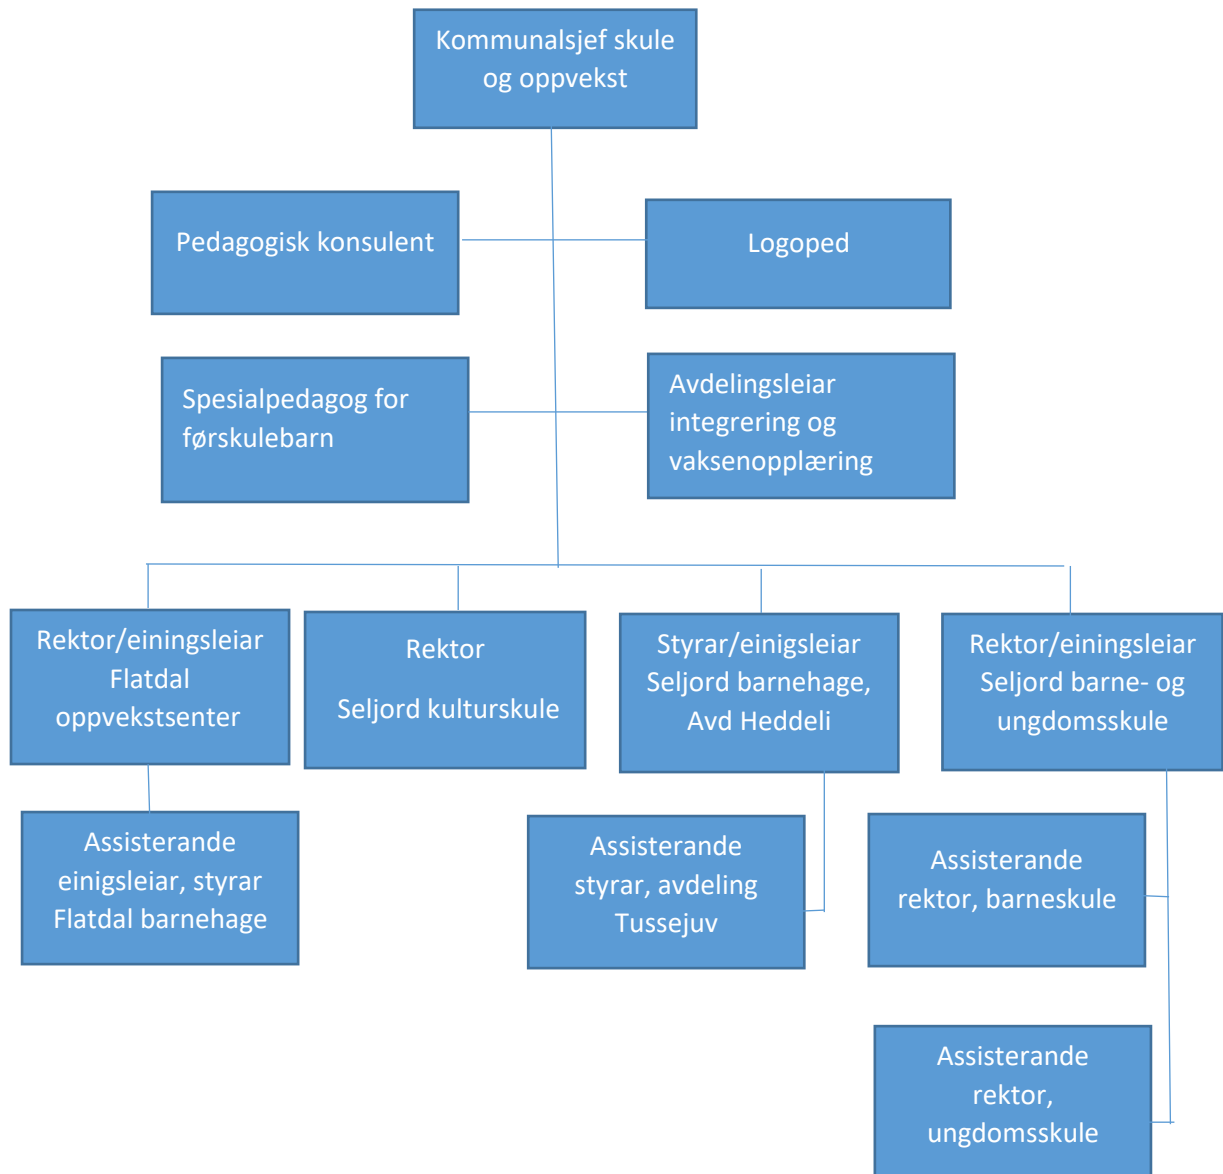 Kommunalsjef skule
og oppvekst
Pedagogisk konsulent
Logoped
Spesialpedagog for
førskulebarn
Avdelingsleiar
integrering og
vaksenopplæring
Rektor/einingsleiar
Flatdal
oppvekstsenter
Rektor
Seljord kulturskule
Styrar/einigsleiar
Seljord barnehage,
Avd Heddeli
Rektor/einingsleiar
Seljord barne- og
ungdomsskule
Assisterande
einigsleiar, styrar
Flatdal barnehage
Assisterande
styrar, avdeling
Tussejuv
Assisterande
rektor, barneskule
Assisterande
rektor,
ungdomsskule